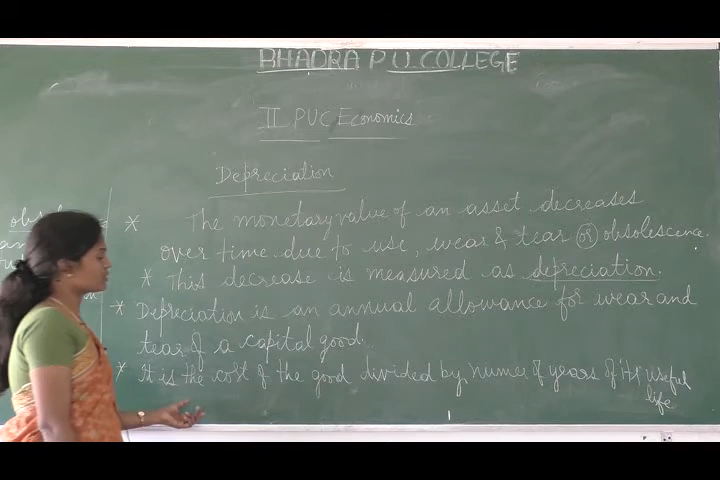 BHADRA P U COLLEGE
II PUC Economics
Depreciation
* The monetary value of an asset decreases
over time due to use, wear & tear or obsolescence.
* This decrease is measured as depreciation.
* Depreciation is an annual allowance for wear and
tear of a capital good.
* It is the cost of the good divided by of years of its useful
life